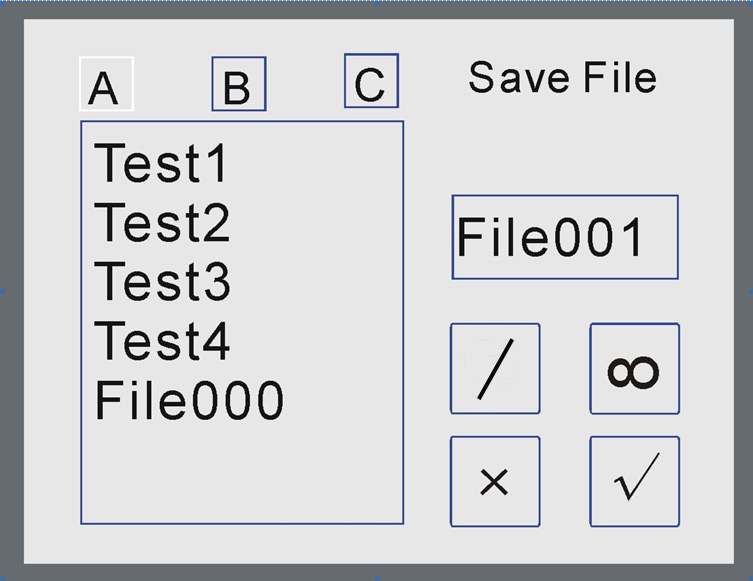 A B C Save File
Test1
Test2
Test3
Test4
File000
File001
/ ∞
× √